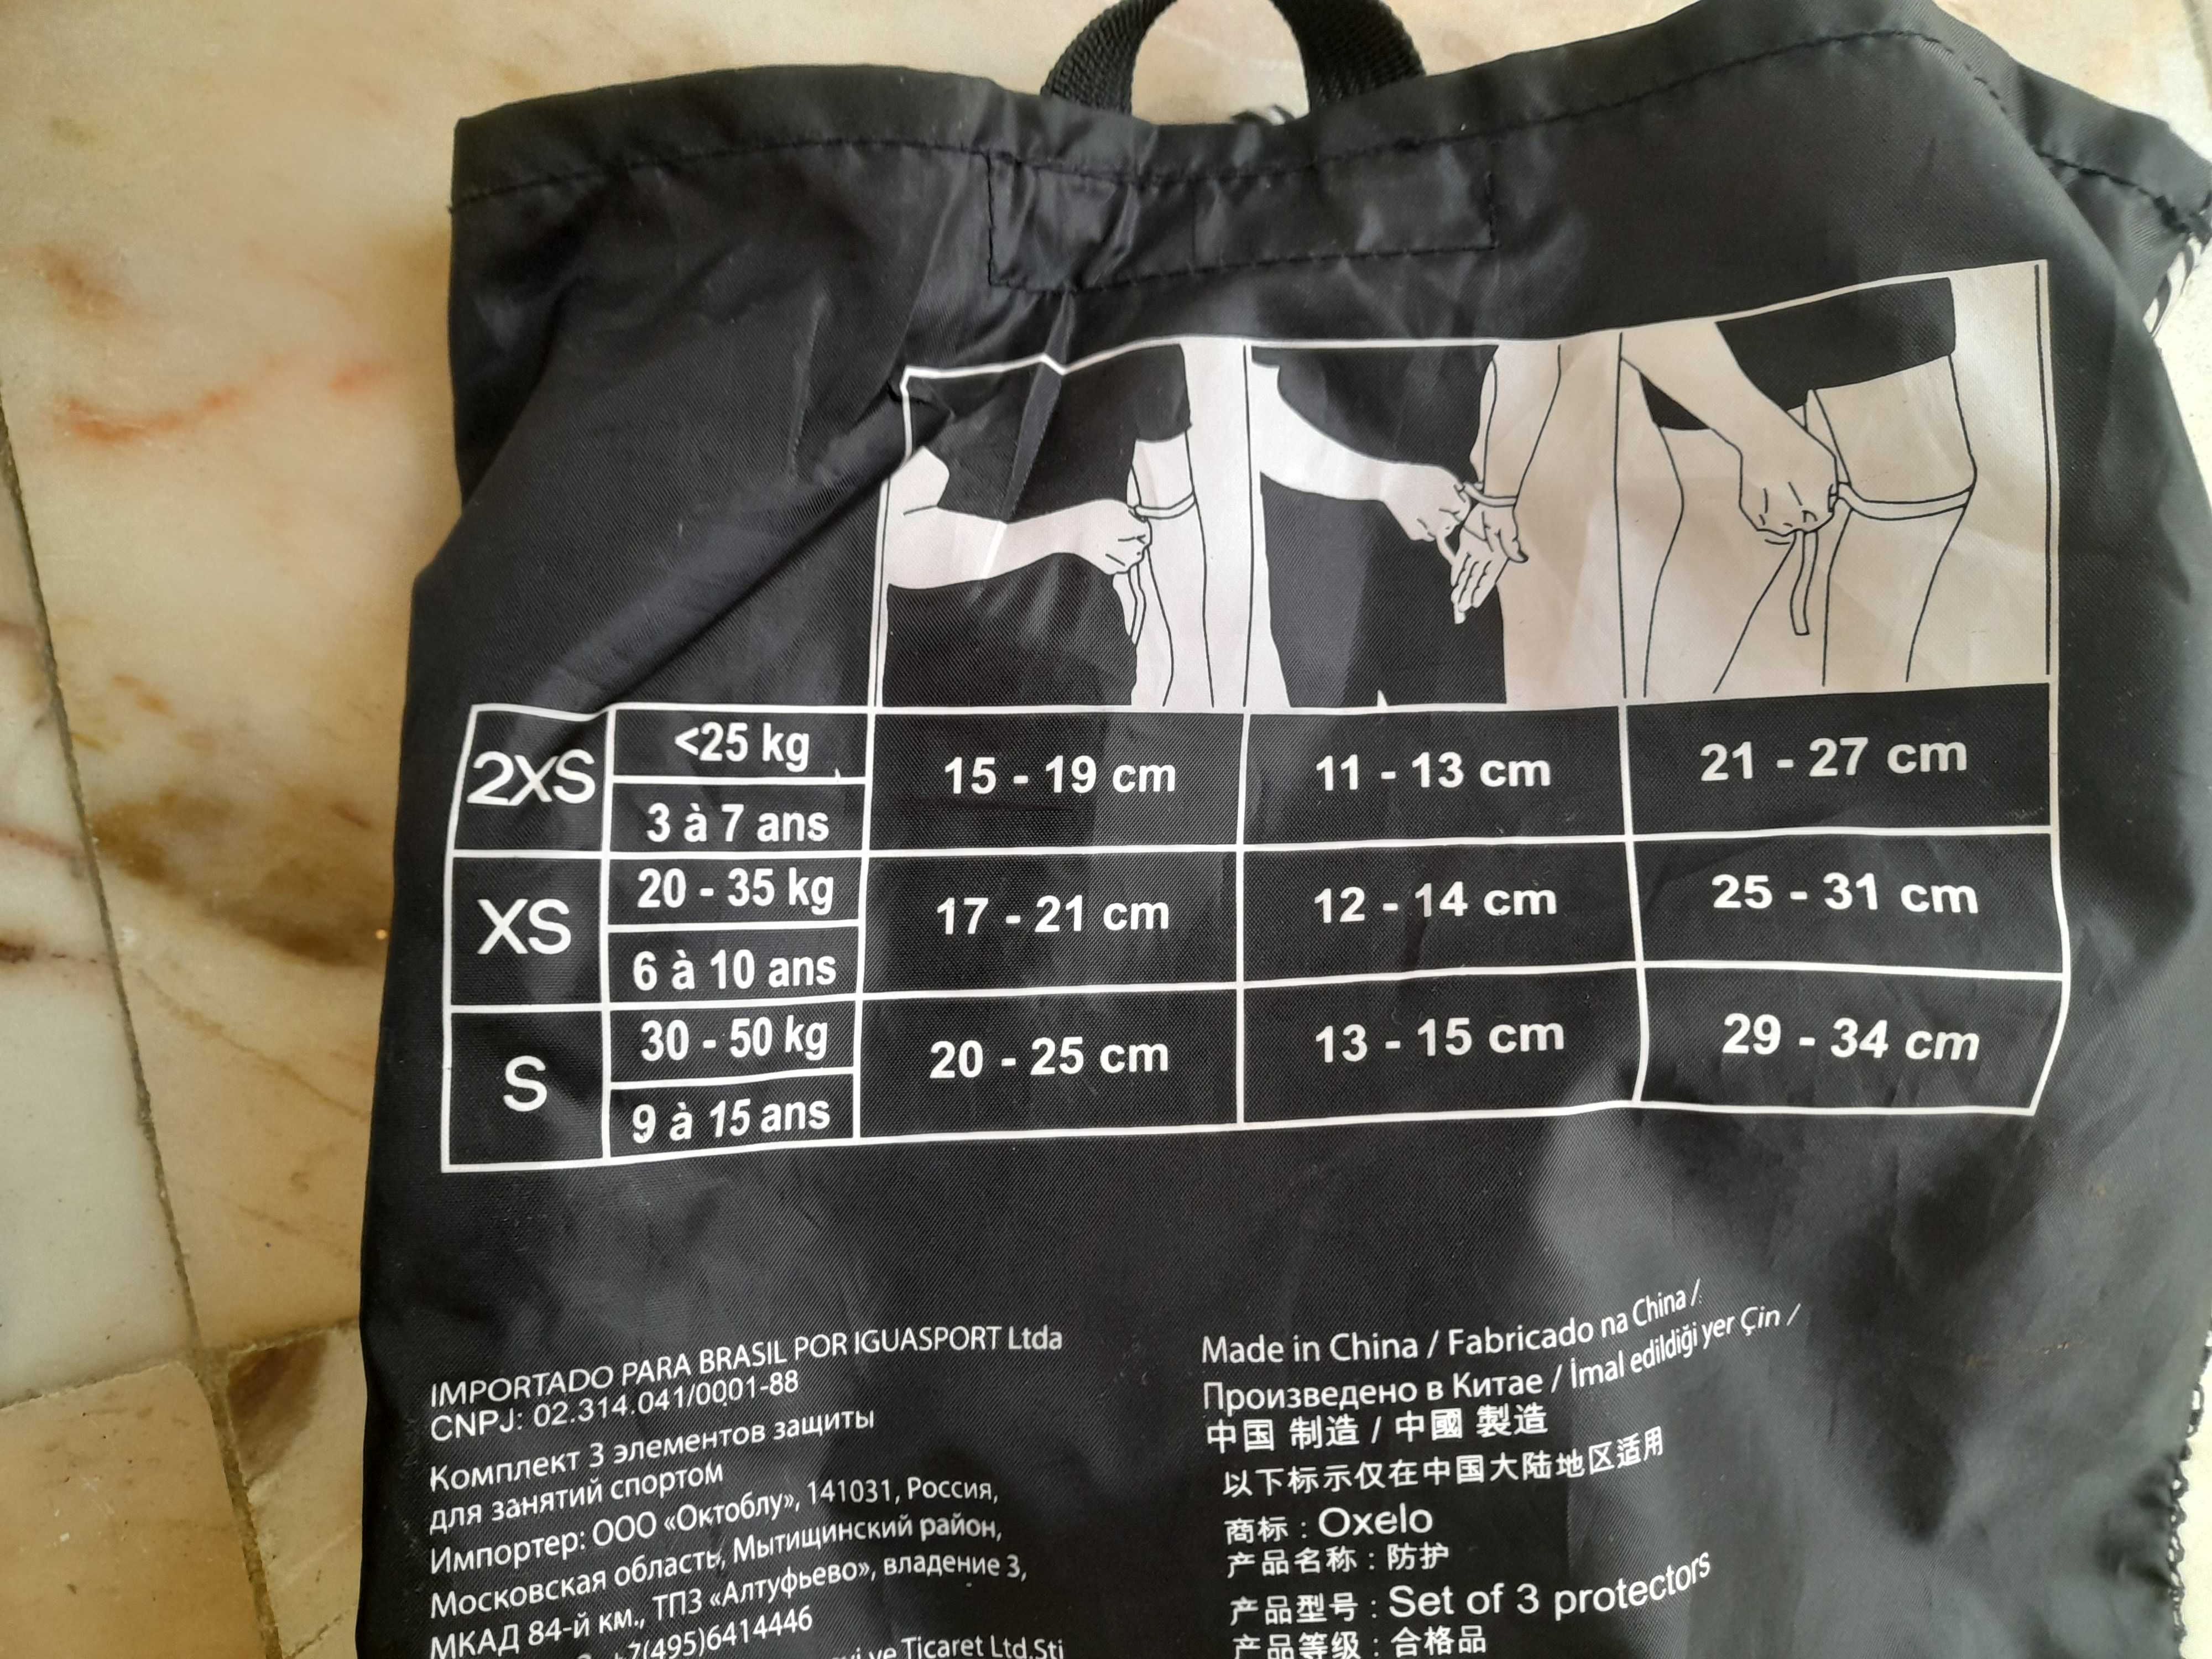 2XS
<25 kg
3 à 7 ans
15 - 19 cm
11 - 13 cm
21 - 27 cm
XS
20 - 35 kg
6 à 10 ans
17 - 21 cm
12 - 14 cm
25 - 31 cm
S
30 - 50 kg
9 à 15 ans
20 - 25 cm
13 - 15 cm
29 - 34 cm
IMPORTADO PARA BRASIL POR IGUASPORT Ltda
CNPJ: 02.314.041/0001-88
Комплект 3 элементов защиты
для занятий спортом
Импортер: ООО «Октоблу», 141031, Россия,
Московская область, Мытищинский район,
МКАД 84-й км., ТПЗ «Алтуфьево», владение 3,
+7(495)6414446
ve Ticaret Ltd.Sti
Made in China / Fabricado na China /
Произведено в Китае / İmal edildiği yer Çin /
中国 制造 / 中國 製造
以下标示仅在中国大陆地区适用
商标 : Oxelo
产品名称 : 防护
产品型号 : Set of 3 protectors
产品等级 : 合格品